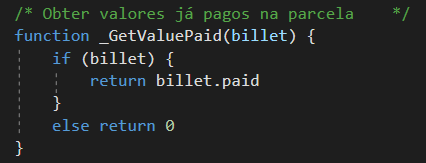 /* Obter valores já pagos na parcela    */
function _GetValuePaid(billet) {
    if (billet) {
        return billet.paid
    }
    else return 0
}